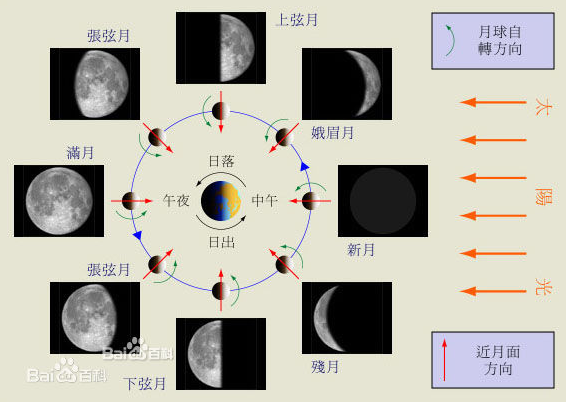 上弦月
張弦月
娥眉月
滿月
日落
午夜
中午
日出
新月
張弦月
殘月
下弦月
月球自
轉方向
太
陽
光
近月面
方向
Bai百科
Bai百科